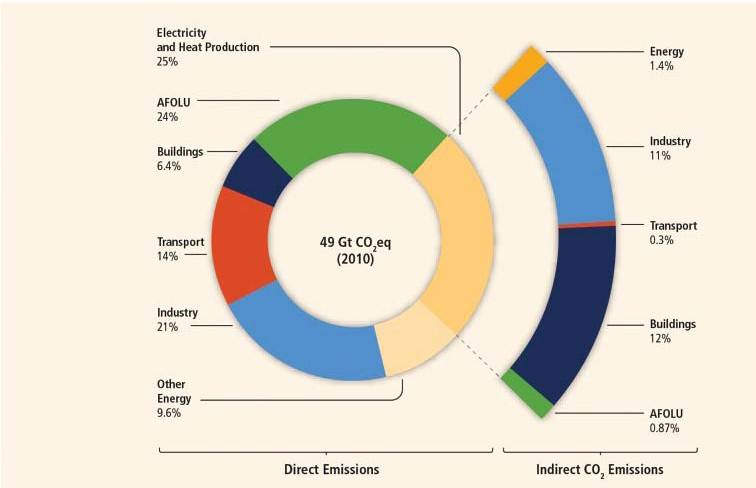 Electricity
and Heat Production
25%
AFOLU
24%
Buildings
6.4%
Transport
14%
Industry
21%
Other
Energy
9.6%
49 Gt CO₂eq
(2010)
Energy
1.4%
Industry
11%
Transport
0.3%
Buildings
12%
AFOLU
0.87%
Direct Emissions
Indirect CO₂ Emissions